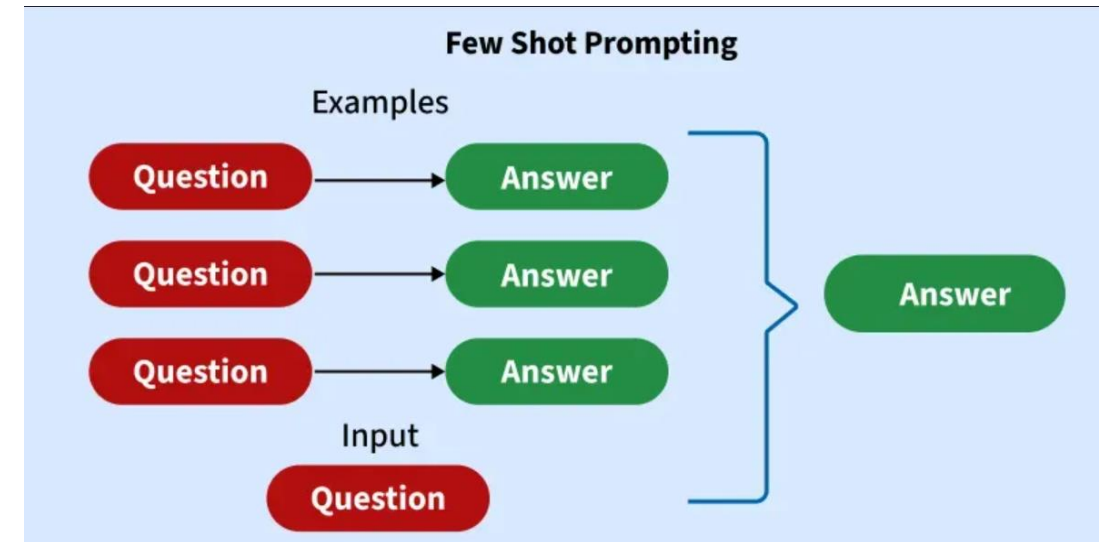 Few Shot Prompting
Examples
Question Answer
Question Answer
Question Answer
Answer
Input
Question